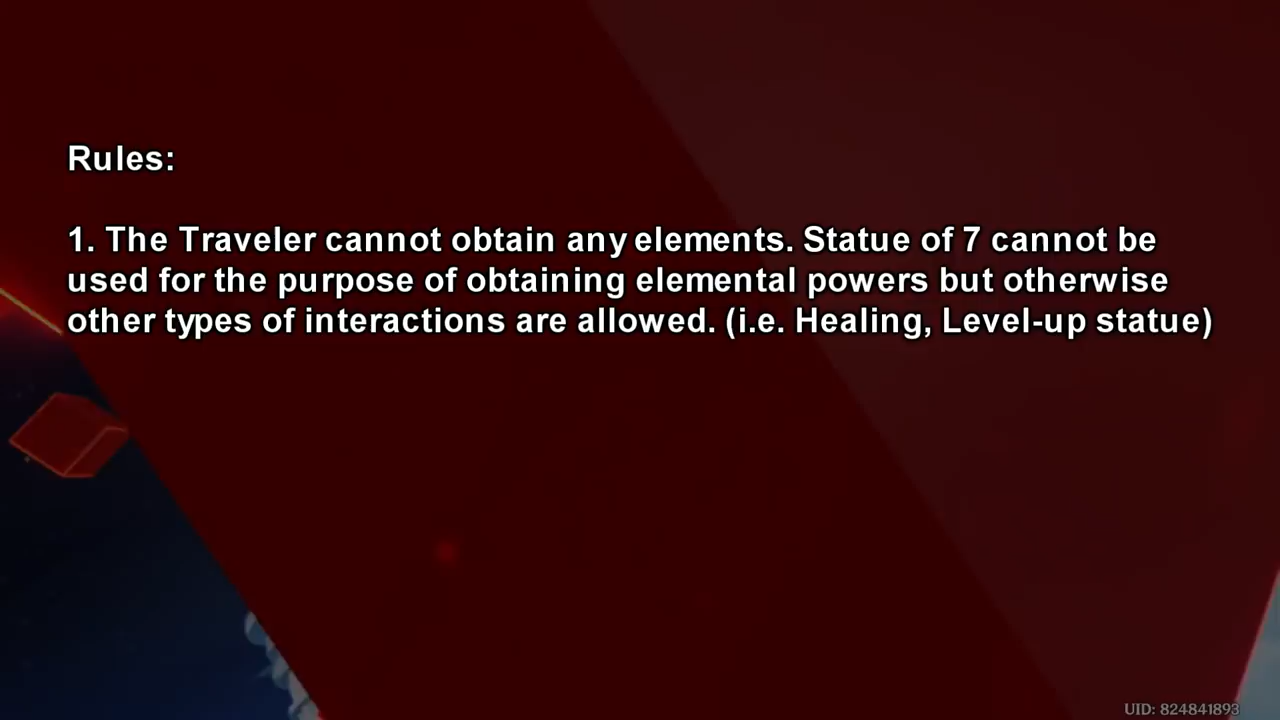 Rules:
1. The Traveler cannot obtain any elements. Statue of 7 cannot be
used for the purpose of obtaining elemental powers but otherwise
other types of interactions are allowed. (i.e. Healing, Level-up statue)
UID: 824841893